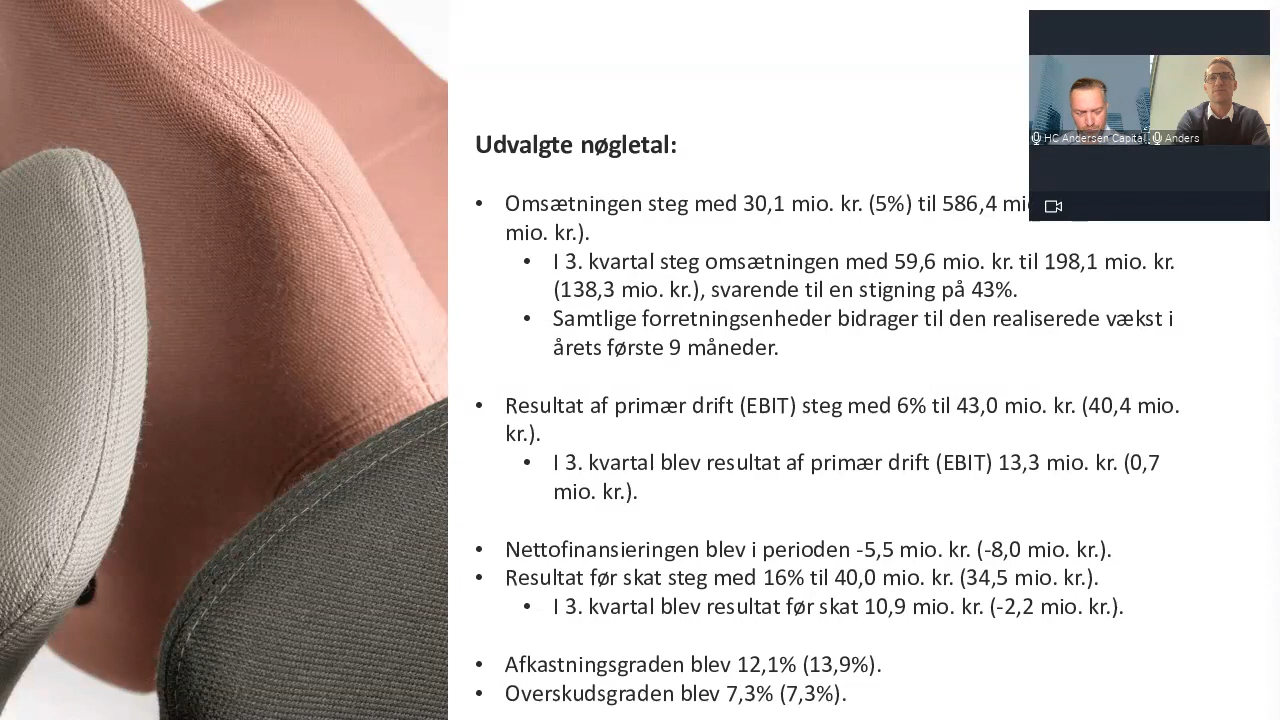 Udvalgte nøgletal:
• Omsætningen steg med 30,1 mio. kr. (5%) til 586,4
mio. kr.).
• I 3. kvartal steg omsætningen med 59,6 mio. kr. til 198,1 mio. kr.
(138,3 mio. kr.), svarende til en stigning på 43%.
• Samtlige forretningsenheder bidrager til den realiserede vækst i
årets første 9 måneder.
• Resultat af primær drift (EBIT) steg med 6% til 43,0 mio. kr. (40,4 mio.
kr.).
• I 3. kvartal blev resultat af primær drift (EBIT) 13,3 mio. kr. (0,7
mio. kr.).
• Nettofinansieringen blev i perioden -5,5 mio. kr. (-8,0 mio. kr.).
• Resultat før skat steg med 16% til 40,0 mio. kr. (34,5 mio. kr.).
• I 3. kvartal blev resultat før skat 10,9 mio. kr. (-2,2 mio. kr.).
• Afkastningsgraden blev 12,1% (13,9%).
• Overskudsgraden blev 7,3% (7,3%).
HC Andersen Capital
Anders